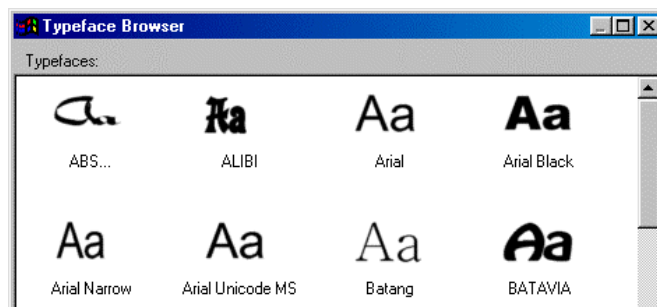 Typeface Browser
Typefaces:
Aa Aa Aa Aa
ABS... ALIBI Arial Arial Black
Aa Aa Aa Aa
Arial Narrow Arial Unicode MS Batang BATAVIA